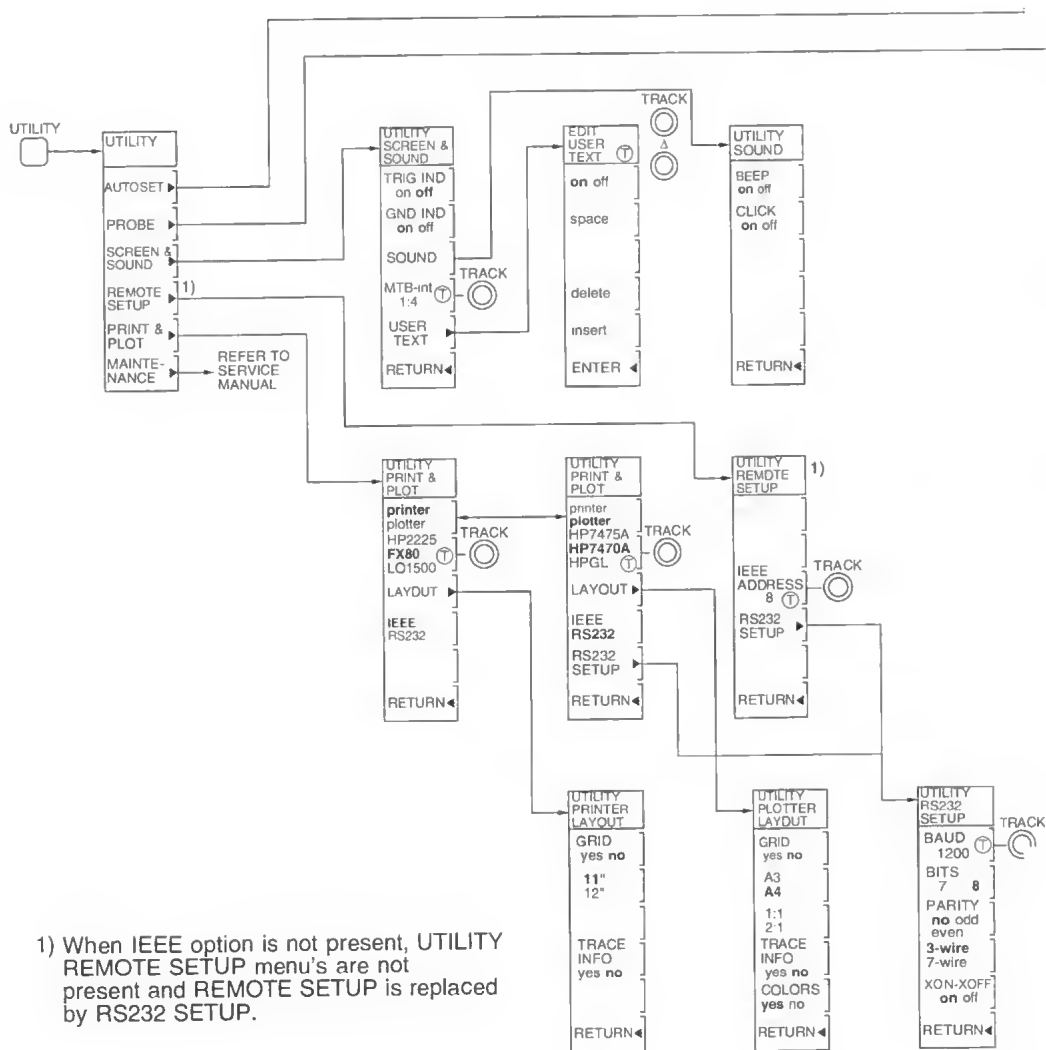 UTILITY
UTILITY
AUTOSET
PROBE
SCREEN &
SOUND
REMOTE
SETUP
1)
PRINT &
PLOT
MAINTE-
NANCE
REFER TO
SERVICE
MANUAL
UTILITY
SCREEN &
SOUND
TRIG IND
on off
GND IND
on off
SOUND
MTB-int
1:4
T
TRACK
USER
TEXT
RETURN
EDIT
USER
TEXT
T
on off
space
delete
insert
ENTER
TRACK
Δ
UTILITY
SOUND
BEEP
on off
CLICK
on off
RETURN
UTILITY
PRINT &
PLOT
printer
plotter
HP2225
FX80
LQ1500
T
TRACK
LAYOUT
IEEE
RS232
RETURN
UTILITY
PRINT &
PLOT
printer
plotter
HP7475A
HP7470A
HPGL
T
TRACK
LAYOUT
IEEE
RS232
RS232
SETUP
RETURN
UTILITY
REMOTE
SETUP
1)
IEEE
ADDRESS
8
T
TRACK
RS232
SETUP
RETURN
UTILITY
PRINTER
LAYOUT
GRID
yes no
11"
12"
TRACE
INFO
yes no
RETURN
UTILITY
PLOTTER
LAYOUT
GRID
yes no
A3
A4
1:1
2:1
TRACE
INFO
yes no
COLORS
yes no
RETURN
UTILITY
RS232
SETUP
BAUD
1200
T
TRACK
BITS
7 8
PARITY
no odd
even
3-wire
7-wire
XON-XOFF
on off
RETURN
1) When IEEE option is not present, UTILITY
REMOTE SETUP menu's are not
present and REMOTE SETUP is replaced
by RS232 SETUP.